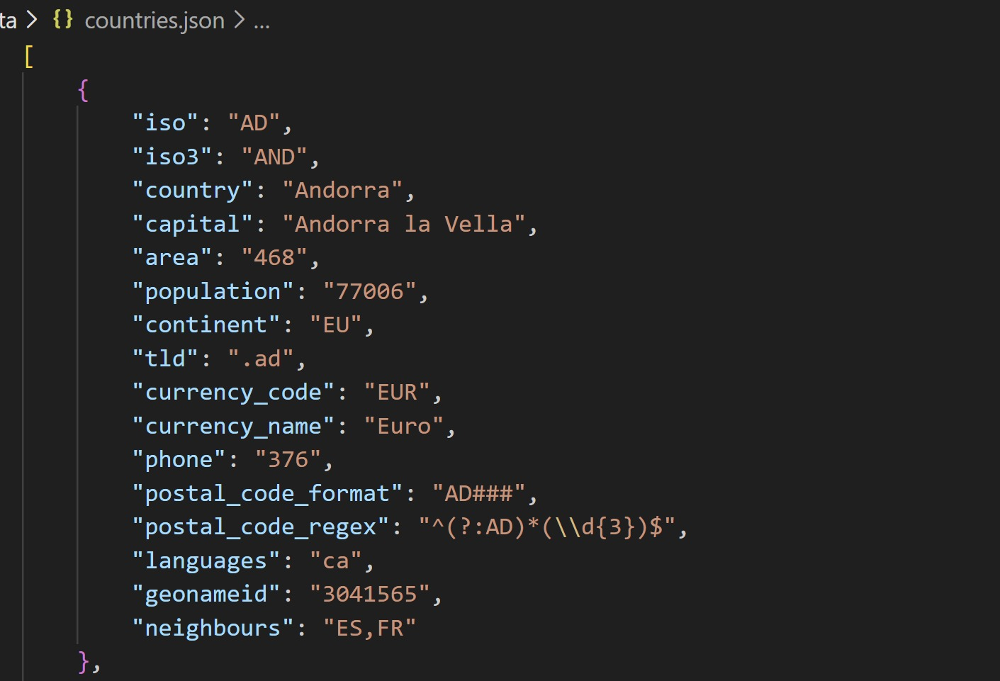 ta > {} countries.json > ...
[
{
"iso": "AD",
"iso3": "AND",
"country": "Andorra",
"capital": "Andorra la Vella",
"area": "468",
"population": "77006",
"continent": "EU",
"tld": ".ad",
"currency_code": "EUR",
"currency_name": "Euro",
"phone": "376",
"postal_code_format": "AD###",
"postal_code_regex": "^(?:AD)*(\\d{3})$",
"languages": "ca",
"geonameid": "3041565",
"neighbours": "ES,FR"
},